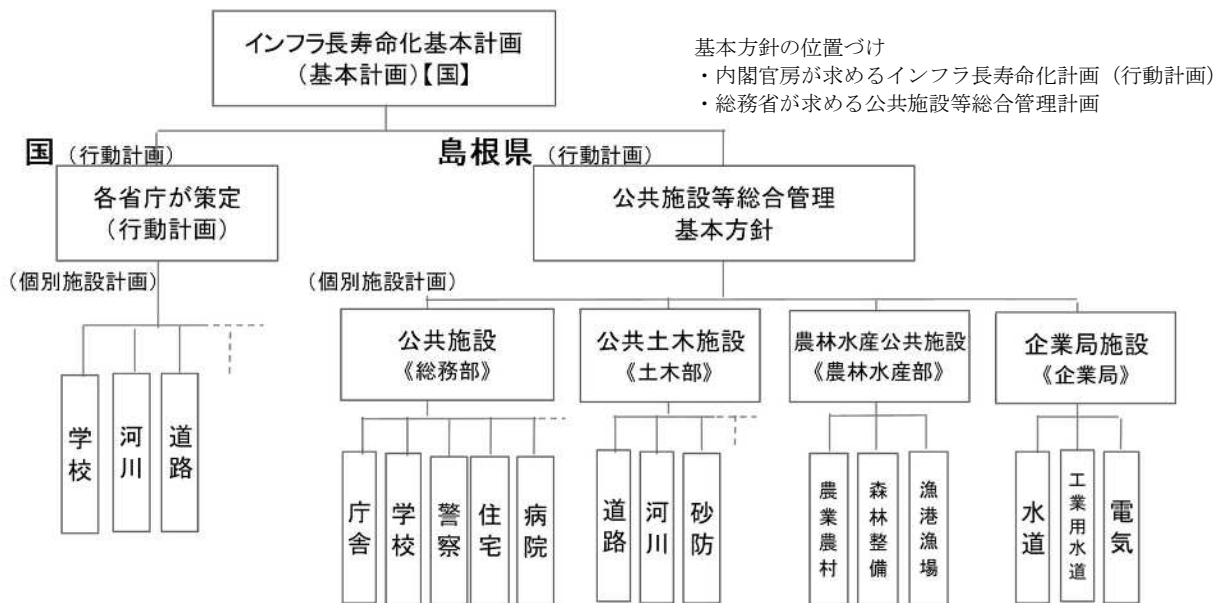 インフラ長寿命化基本計画
(基本計画)【国】
基本方針の位置づけ
・内閣官房が求めるインフラ長寿命化計画(行動計画)
・総務省が求める公共施設等総合管理計画
国(行動計画)
島根県(行動計画)
各省庁が策定
(行動計画)
公共施設等総合管理
基本方針
(個別施設計画)
(個別施設計画)
学校
河川
道路
公共施設
《総務部》
公共土木施設
《土木部》
農林水産公共施設
《農林水産部》
企業局施設
《企業局》
庁舎
学校
警察
住宅
病院
道路
河川
砂防
農業農村
森林整備
漁港漁場
水道
工業用水道
電気